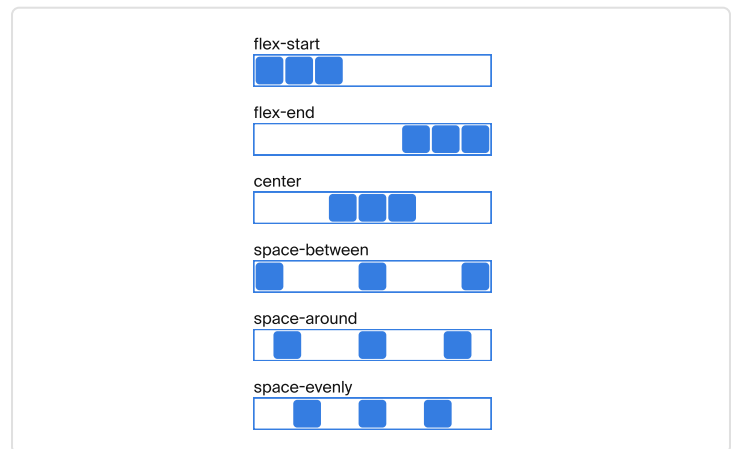 flex-start
flex-end
center
space-between
space-around
space-evenly